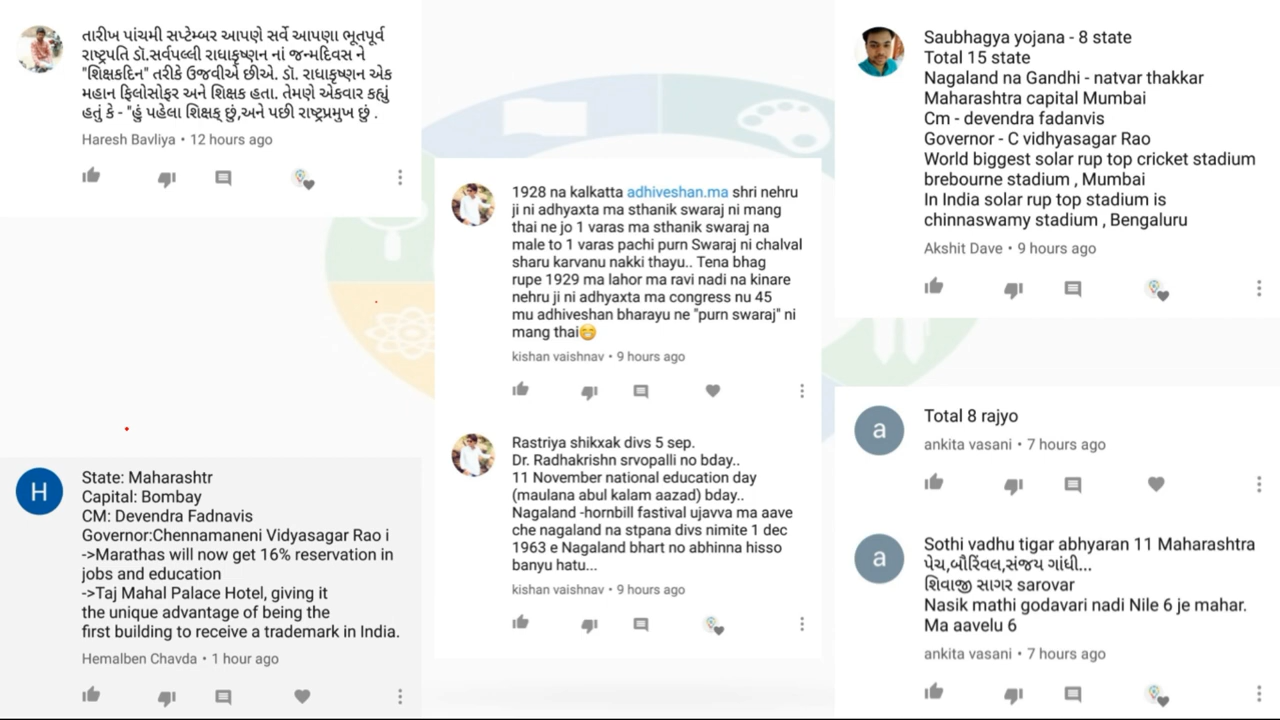 તારીખ પાંચમી સપ્ટેમ્બર આપણે સર્વે આપણા ભૂતપૂર્વ
રાષ્ટ્રપતિ ડૉ.સર્વપલ્લી રાધાકૃષ્ણન નાં જન્મદિવસ ને
"શિક્ષકદિન" તરીકે ઉજવીએ છીએ. ડૉ. રાધાકૃષ્ણન એક
મહાન ફિલોસોફર અને શિક્ષક હતા. તેમણે એકવાર કહ્યું
હતું કે - "હું પહેલા શિક્ષક્ છું,અને પછી રાષ્ટ્રપ્રમુખ છું .
Haresh Bavliya • 12 hours ago
H
State: Maharashtr
Capital: Bombay
CM: Devendra Fadnavis
Governor:Chennamaneni Vidyasagar Rao i
->Marathas will now get 16% reservation in
jobs and education
->Taj Mahal Palace Hotel, giving it
the unique advantage of being the
first building to receive a trademark in India.
Hemalben Chavda • 1 hour ago
1928 na kalkatta adhiveshan.ma shri nehru
ji ni adhyaxta ma sthanik swaraj ni mang
thai ne jo 1 varas ma sthanik swaraj na
male to 1 varas pachi purn Swaraj ni chalval
sharu karvanu nakki thayu.. Tena bhag
rupe 1929 ma lahor ma ravi nadi na kinare
nehru ji ni adhyaxta ma congress nu 45
mu adhiveshan bharayu ne "purn swaraj" ni
mang thai😁
kishan vaishnav • 9 hours ago
Rastriya shikxak divs 5 sep.
Dr. Radhakrishn srvopalli no bday..
11 November national education day
(maulana abul kalam aazad) bday..
Nagaland -hornbill fastival ujavva ma aave
che nagaland na stpana divs nimite 1 dec
1963 e Nagaland bhart no abhinna hisso
banyu hatu...
kishan vaishnav • 9 hours ago
Saubhagya yojana - 8 state
Total 15 state
Nagaland na Gandhi - natvar thakkar
Maharashtra capital Mumbai
Cm - devendra fadanvis
Governor - C vidhyasagar Rao
World biggest solar rup top cricket stadium
brebourne stadium , Mumbai
In India solar rup top stadium is
chinnaswamy stadium , Bengaluru
Akshit Dave • 9 hours ago
a
Total 8 rajyo
ankita vasani • 7 hours ago
a
Sothi vadhu tigar abhyaran 11 Maharashtra
પેચ,બૌરિવલ,સંજય ગાંધી...
શિવાજી સાગર sarovar
Nasik mathi godavari nadi Nile 6 je mahar.
Ma aavelu 6
ankita vasani • 7 hours ago